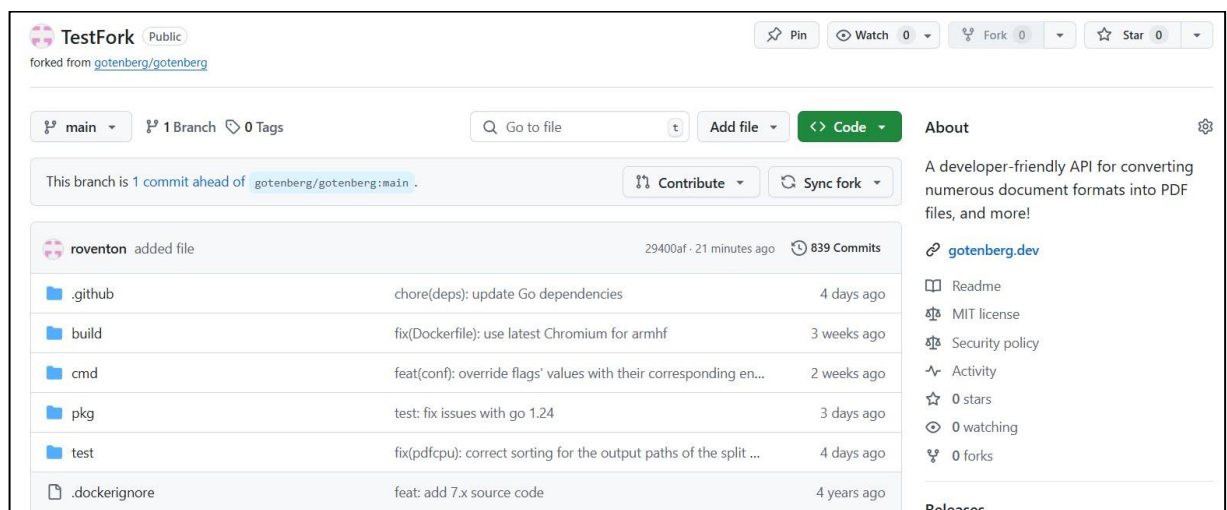 TestFork Public
Pin Watch 0 Fork 0 Star 0
forked from gotenberg/gotenberg
main 1 Branch 0 Tags Go to file t Add file <> Code
This branch is 1 commit ahead of gotenberg/gotenberg:main .
Contribute Sync fork
roventon added file 29400af · 21 minutes ago 839 Commits
.github chore(deps): update Go dependencies 4 days ago
build fix(Dockerfile): use latest Chromium for armhf 3 weeks ago
cmd feat(conf): override flags' values with their corresponding en... 2 weeks ago
pkg test: fix issues with go 1.24 3 days ago
test fix(pdfcpu): correct sorting for the output paths of the split ... 4 days ago
.dockerignore feat: add 7.x source code 4 years ago
About
A developer-friendly API for converting
numerous document formats into PDF
files, and more!
gotenberg.dev
Readme
MIT license
Security policy
Activity
0 stars
0 watching
0 forks
Releases